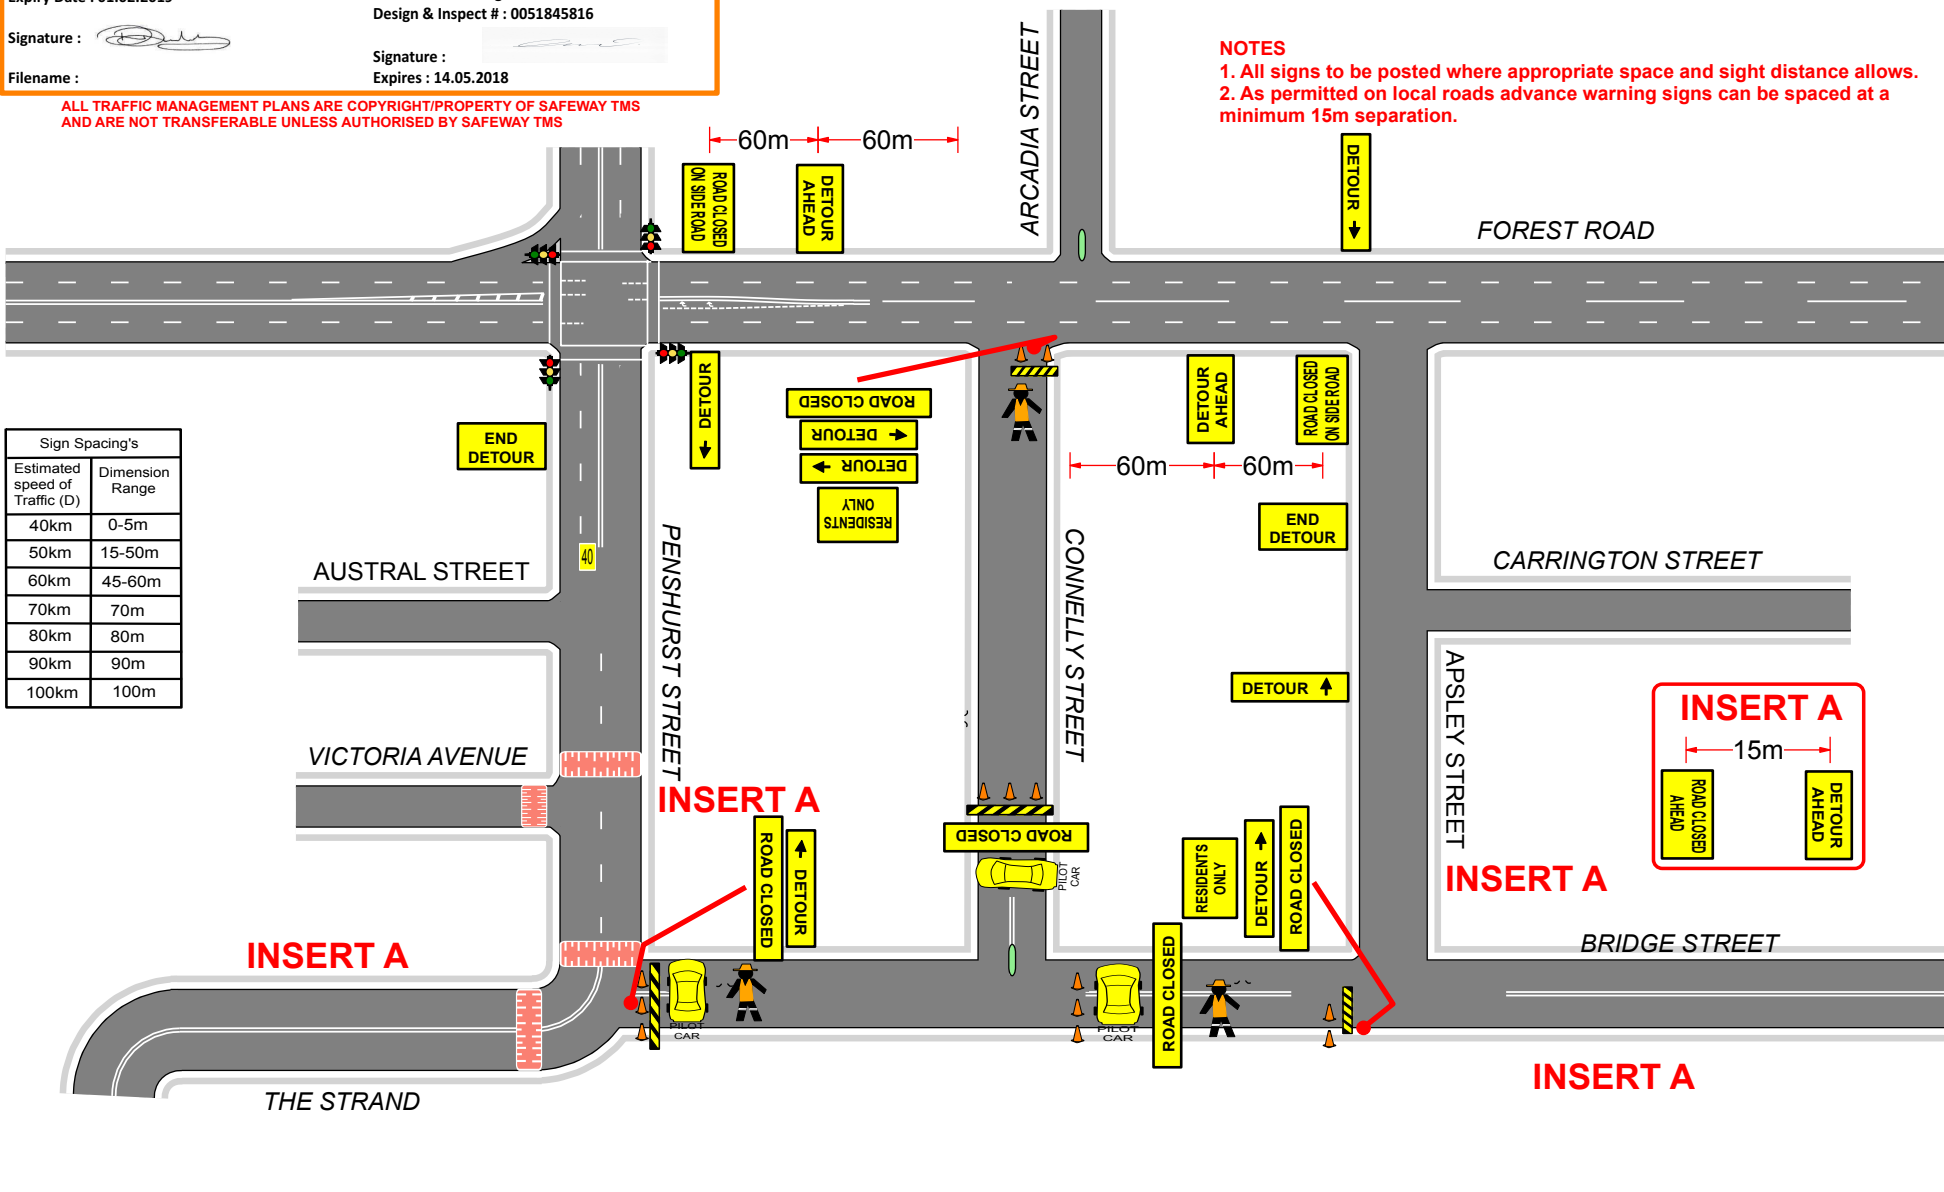 Design & Inspect # : 0051845816
Signature :
Signature :
Filename :
Expires : 14.05.2018
ALL TRAFFIC MANAGEMENT PLANS ARE COPYRIGHT/PROPERTY OF SAFEWAY TMS
AND ARE NOT TRANSFERABLE UNLESS AUTHORISED BY SAFEWAY TMS
NOTES
1. All signs to be posted where appropriate space and sight distance allows.
2. As permitted on local roads advance warning signs can be spaced at a
minimum 15m separation.
60m
60m
ROAD CLOSED
ON SIDE ROAD
DETOUR
AHEAD
ARCADIA STREET
DETOUR
FOREST ROAD
DETOUR
ROAD CLOSED
DETOUR
DETOUR
RESIDENTS
ONLY
DETOUR
AHEAD
ROAD CLOSED
ON SIDE ROAD
60m
60m
END
DETOUR
END
DETOUR
Sign Spacing's
Estimated
speed of
Traffic (D)
Dimension
Range
40km 0-5m
50km 15-50m
60km 45-60m
70km 70m
80km 80m
90km 90m
100km 100m
40
AUSTRAL STREET
PENSHURST STREET
CONNELLY STREET
CARRINGTON STREET
DETOUR
APSLEY STREET
VICTORIA AVENUE
INSERT A
15m
ROAD CLOSED
AHEAD
DETOUR
AHEAD
INSERT A
ROAD CLOSED
DETOUR
ROAD CLOSED
PILOT
CAR
RESIDENTS
ONLY
DETOUR
ROAD CLOSED
INSERT A
INSERT A
ROAD CLOSED
BRIDGE STREET
PILOT
CAR
PILOT
CAR
THE STRAND
INSERT A